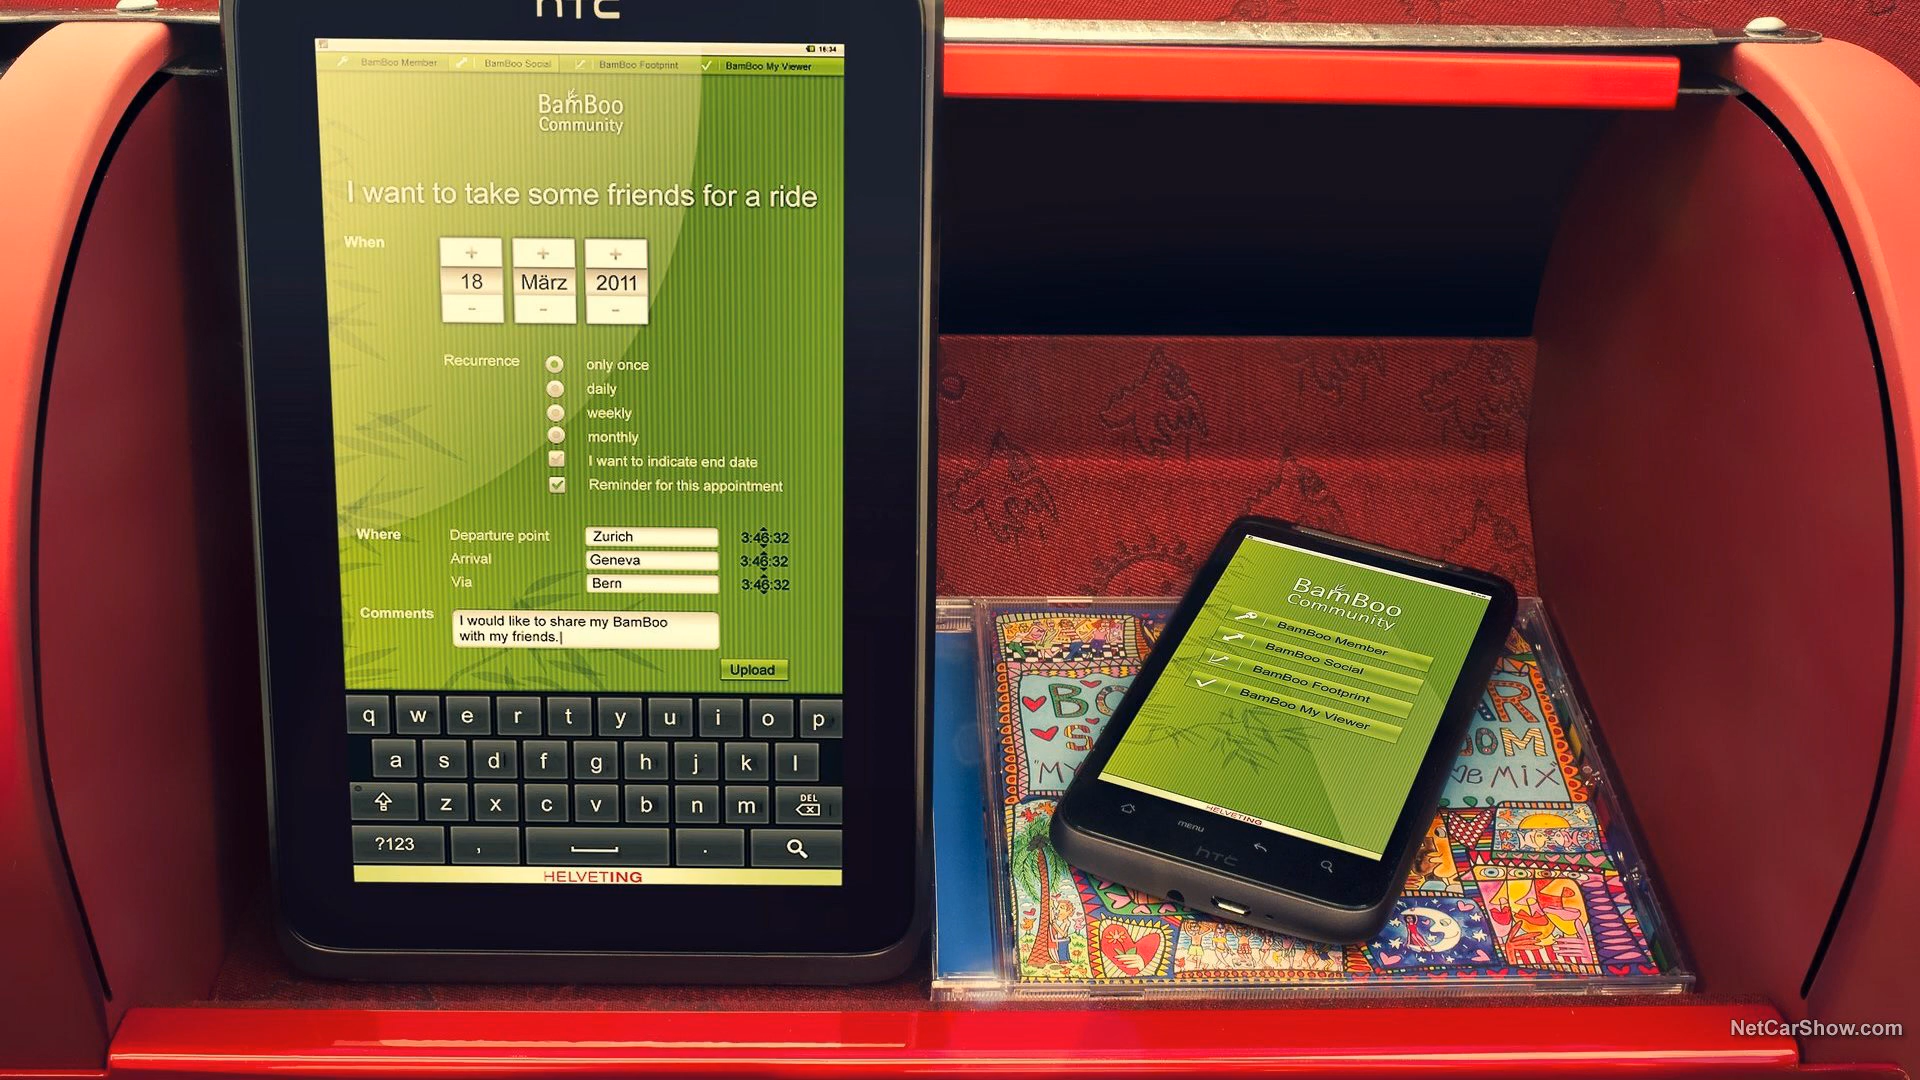 hTC
16:34
BamBoo Member
BamBoo Social
BamBoo Footprint
BamBoo My Viewer
BamBoo
Community
I want to take some friends for a ride
When
+ + +
18 März 2011
- - -
Recurrence
only once
daily
weekly
monthly
I want to indicate end date
Reminder for this appointment
Where
Departure point Zurich 3:46:32
Arrival Geneva 3:46:32
Via Bern 3:46:32
Comments
I would like to share my BamBoo
with my friends.
Upload
q w e r t y u i o p
a s d f g h j k l
z x c v b n m DEL
?123 , .
HELVETING
BamBoo
Community
BamBoo Member
BamBoo Social
BamBoo Footprint
BamBoo My Viewer
HELVETING
menu
hTC
MIX
NetCarShow.com